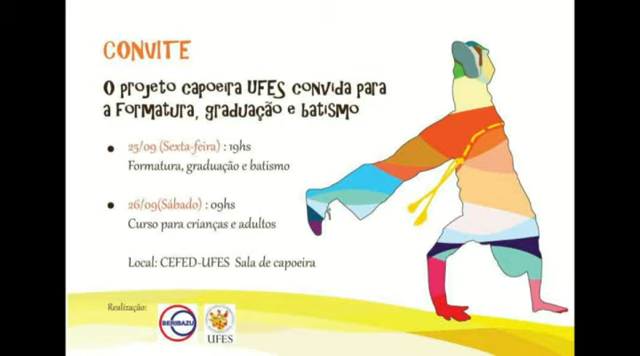 CONVITE
O projeto capoeira UFES convida para
a Formatura, graduação e batismo
25/09 (Sexta-feira) : 19hs
Formatura, graduação e batismo
26/09(Sábado) : 09hs
Curso para crianças e adultos
Local: CEFED-UFES Sala de capoeira
Realização:
BERIBAZU
UFES